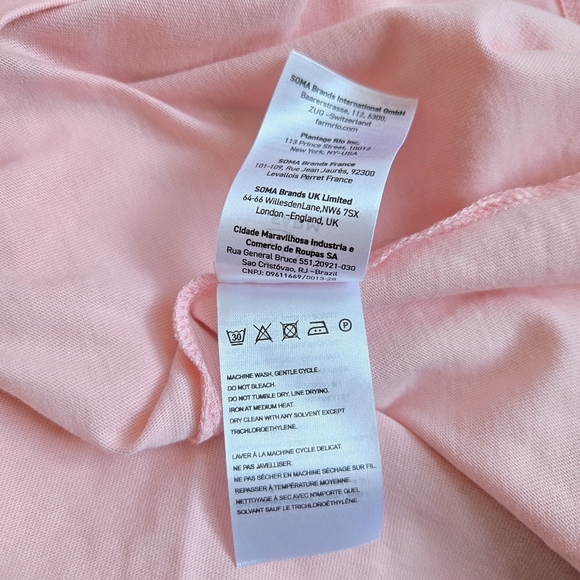 SOMA Brands International GmbH
Baarerstrasse, 112, 6300,
ZUG -Switzerland
farmrio.com
Plantage Rio Inc.
113 Prince Street, 10012
New York, NY-USA
SOMA Brands France
101-109, Rue Jean Jaurès, 92300
Levallois Perret France
SOMA Brands UK Limited
64-66 WillesdenLane,NW6 7SX
London -England, UK
Cidade Maravilhosa Industria e
Comercio de Roupas SA
Rua General Bruce 551,20921-030
Sao Cristóvao, RJ -Brazil
CNPJ: 09611669/0013-28
30
P
MACHINE WASH, GENTLE CYCLE.
DO NOT BLEACH.
DO NOT TUMBLE DRY, LINE DRYING.
IRON AT MEDIUM HEAT.
DRY CLEAN WITH ANY SOLVENT EXCEPT
TRICHLOROETHYLENE.
LAVER À LA MACHINE CYCLE DELICAT.
NE PAS JAVELLISER.
NE PAS SÉCHER EN MACHINE SÉCHAGE SUR FIL.
REPASSER À TEMPÉRATURE MOYENNE.
NETTOYAGE À SEC AVEC N'IMPORTE QUEL
SOLVANT SAUF LE TRICHLOROÉTHYLÈNE.